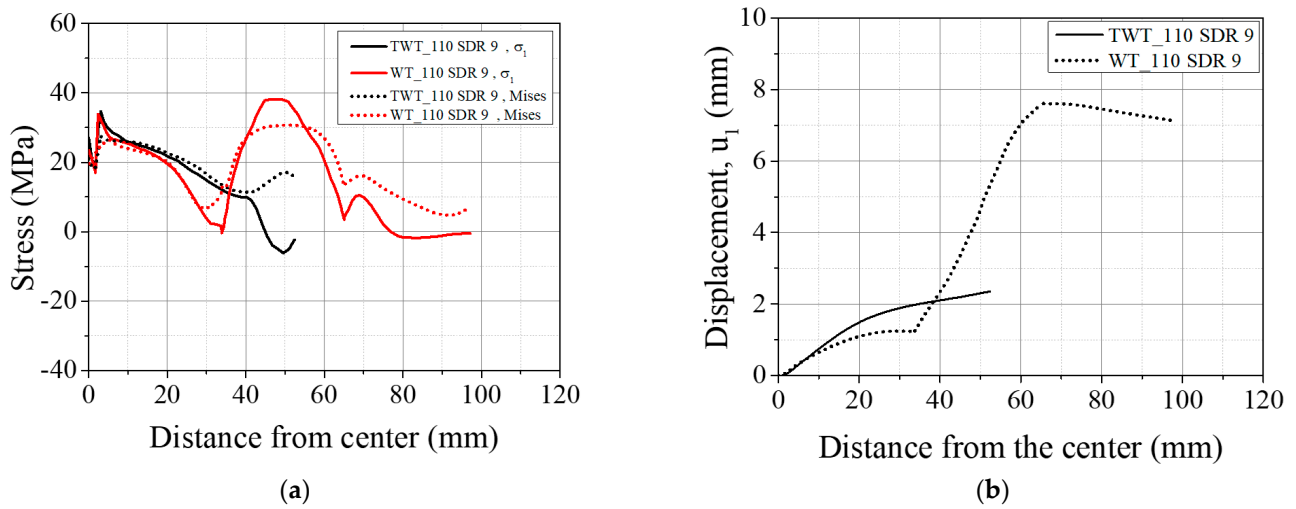 60
40
20
0
-20
-40
Stress (MPa)
TWT_110 SDR 9 , σ1
WT_110 SDR 9 , σ1
TWT_110 SDR 9 , Mises
WT_110 SDR 9 , Mises
0 20 40 60 80 100 120
Distance from center (mm)
(a)
10
8
6
4
2
0
Displacement, u1 (mm)
TWT_110 SDR 9
WT_110 SDR 9
0 20 40 60 80 100 120
Distance from the center (mm)
(b)